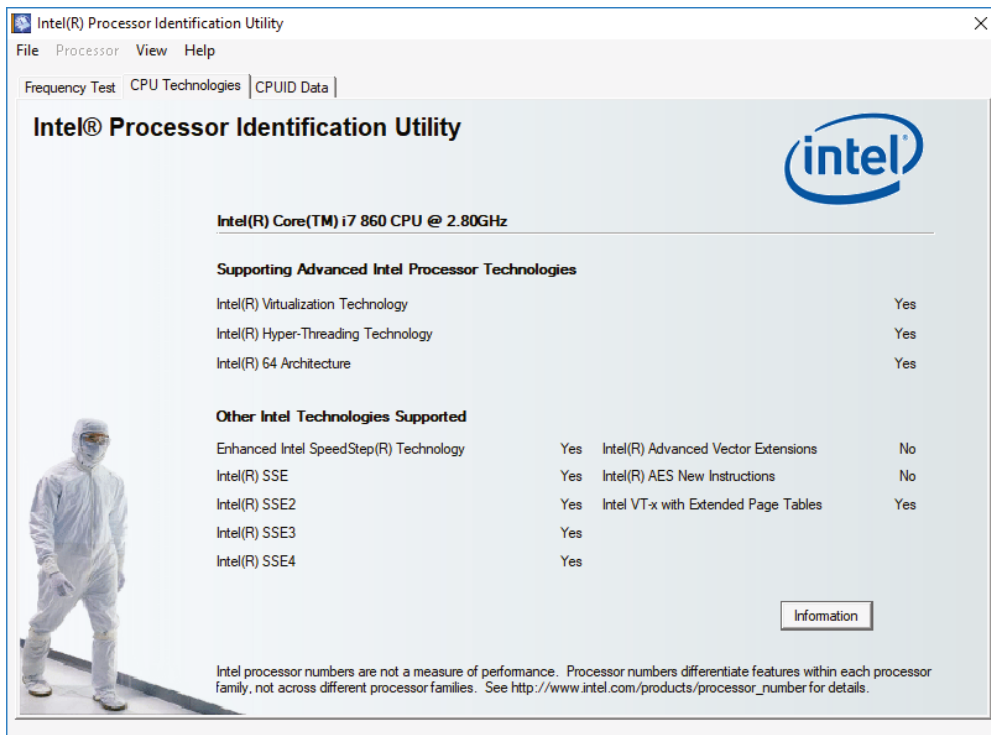 Intel(R) Processor Identification Utility
File Processor View Help
Frequency Test CPU Technologies CPUID Data
Intel® Processor Identification Utility
intel®
Intel(R) Core(TM) i7 860 CPU @ 2.80GHz
Supporting Advanced Intel Processor Technologies
Intel(R) Virtualization Technology Yes
Intel(R) Hyper-Threading Technology Yes
Intel(R) 64 Architecture Yes
Other Intel Technologies Supported
Enhanced Intel SpeedStep(R) Technology Yes Intel(R) Advanced Vector Extensions No
Intel(R) SSE Yes Intel(R) AES New Instructions No
Intel(R) SSE2 Yes Intel VT-x with Extended Page Tables Yes
Intel(R) SSE3 Yes
Intel(R) SSE4 Yes
Information
Intel processor numbers are not a measure of performance. Processor numbers differentiate features within each processor
family, not across different processor families. See http://www.intel.com/products/processor_number for details.